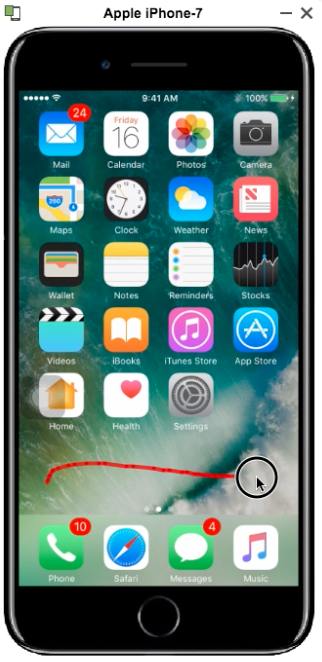 Apple iPhone-7
9:41 AM 100%
24
Friday
16
Mail Calendar Photos Camera
280
Maps Clock Weather News
Wallet Notes Reminders Stocks
Videos iBooks iTunes Store App Store
Home Health Settings
10 4
Phone Safari Messages Music